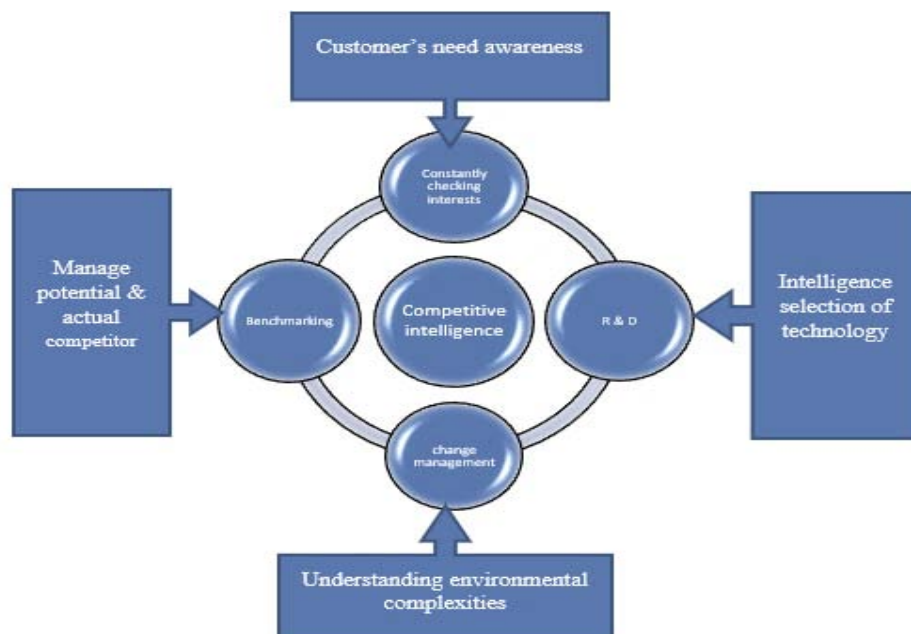 Customer's need awareness
Constantly
checking
interests
Manage
potential &
actual
competitor
Benchmarking
Competitive
intelligence
R & D
Intelligence
selection of
technology
change
management
Understanding environmental
complexities